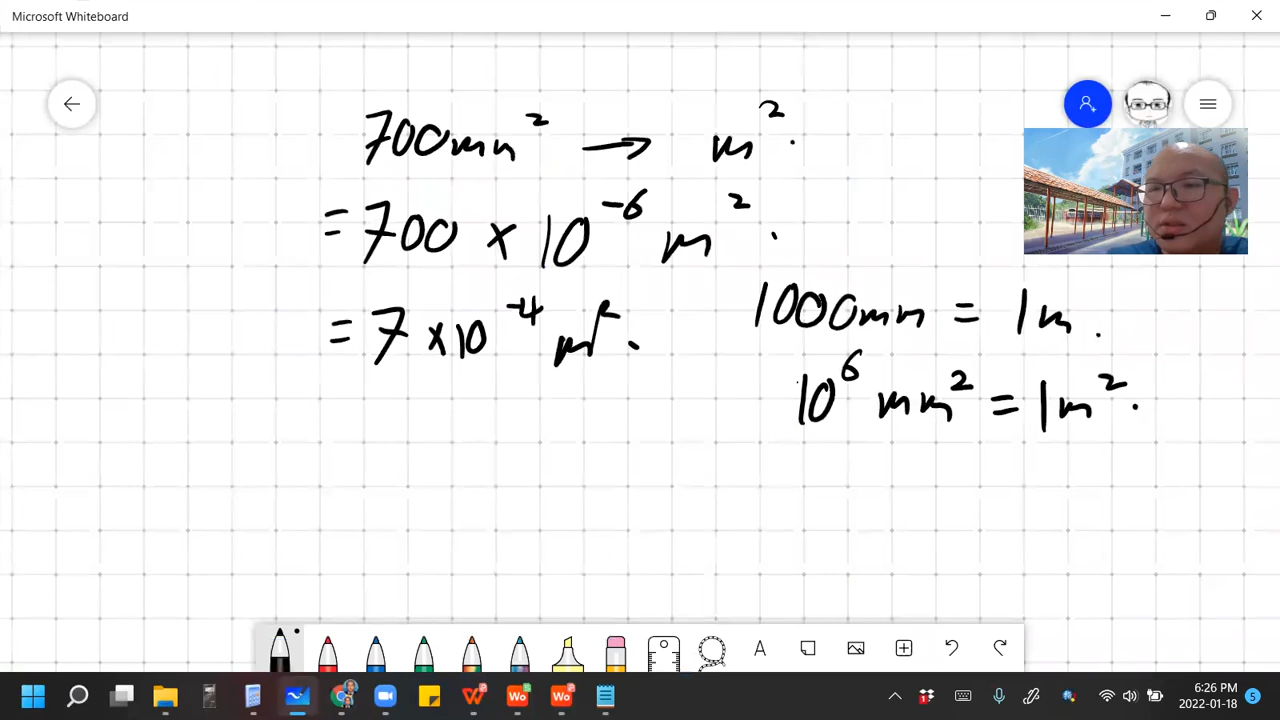 Microsoft Whiteboard
700mm² → m².
= 700 × 10⁻⁶ m².
= 7 × 10⁻⁴ m².
1000mm = 1m.
10⁶ mm² = 1m².
A
6:26 PM
2022-01-18
5